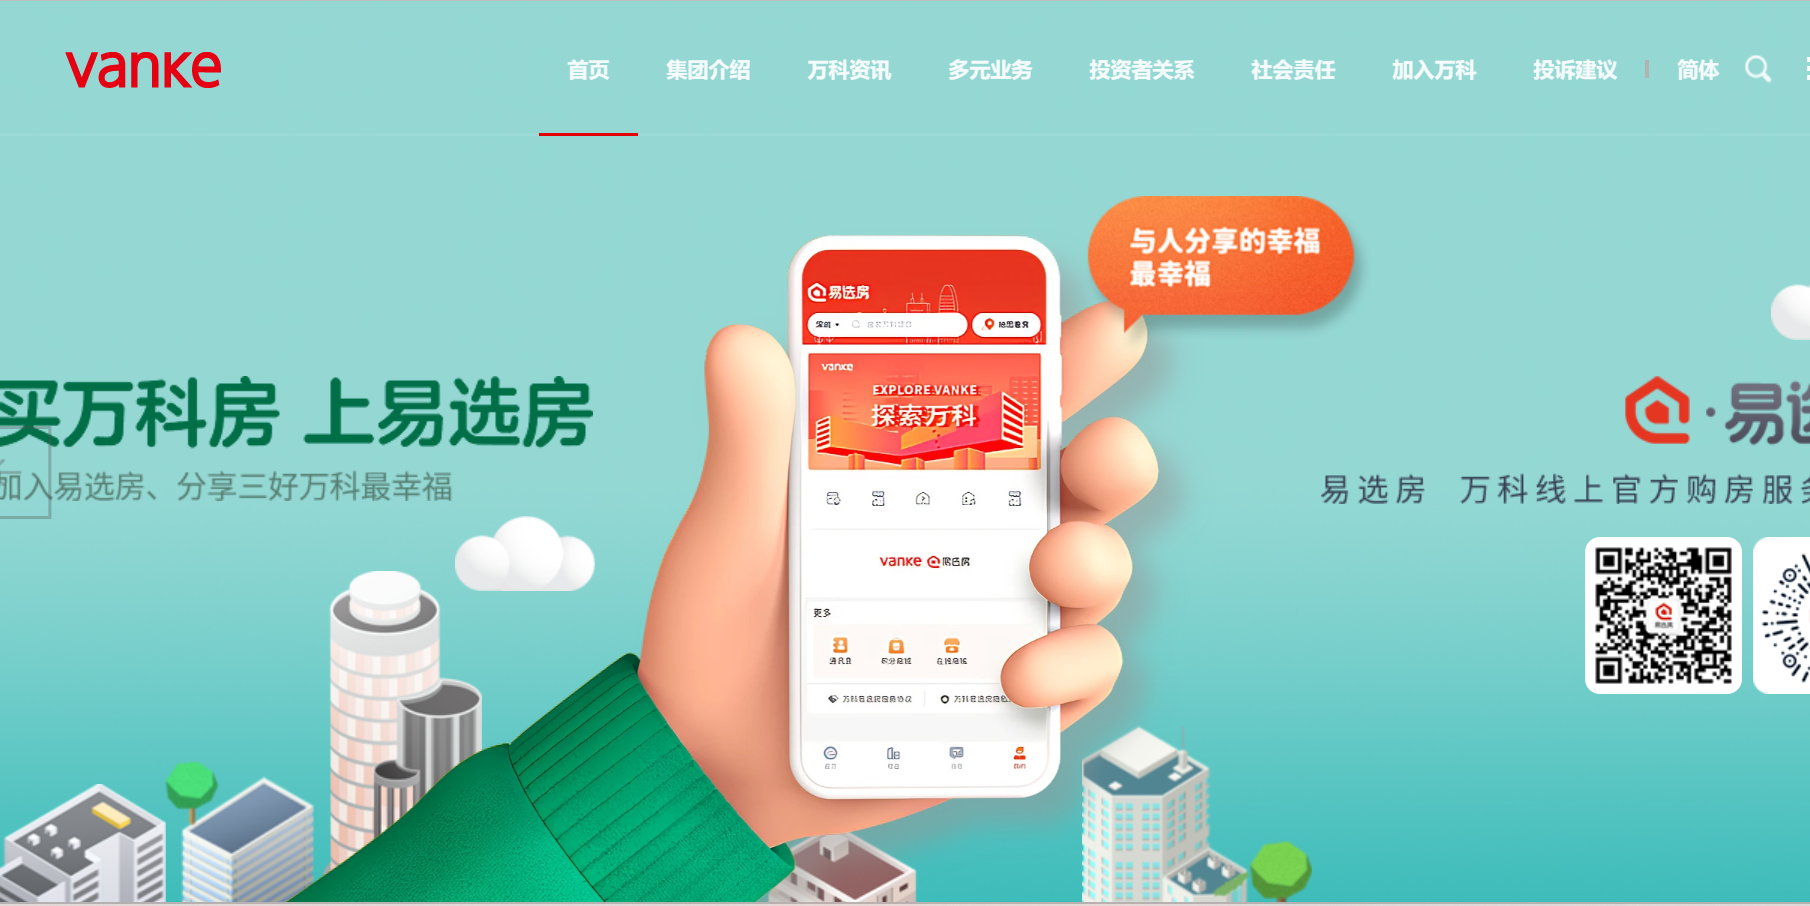 vanke
首页 集团介绍 万科资讯 多元业务 投资者关系 社会责任 加入万科 投诉建议 简体
与人分享的幸福
最幸福
易选房
vanke
EXPLORE VANKE
探索万科
买万科房 上易选房
加入易选房、分享三好万科最幸福
易选
易选房 万科线上官方购房服务
vanke 易选房
更多